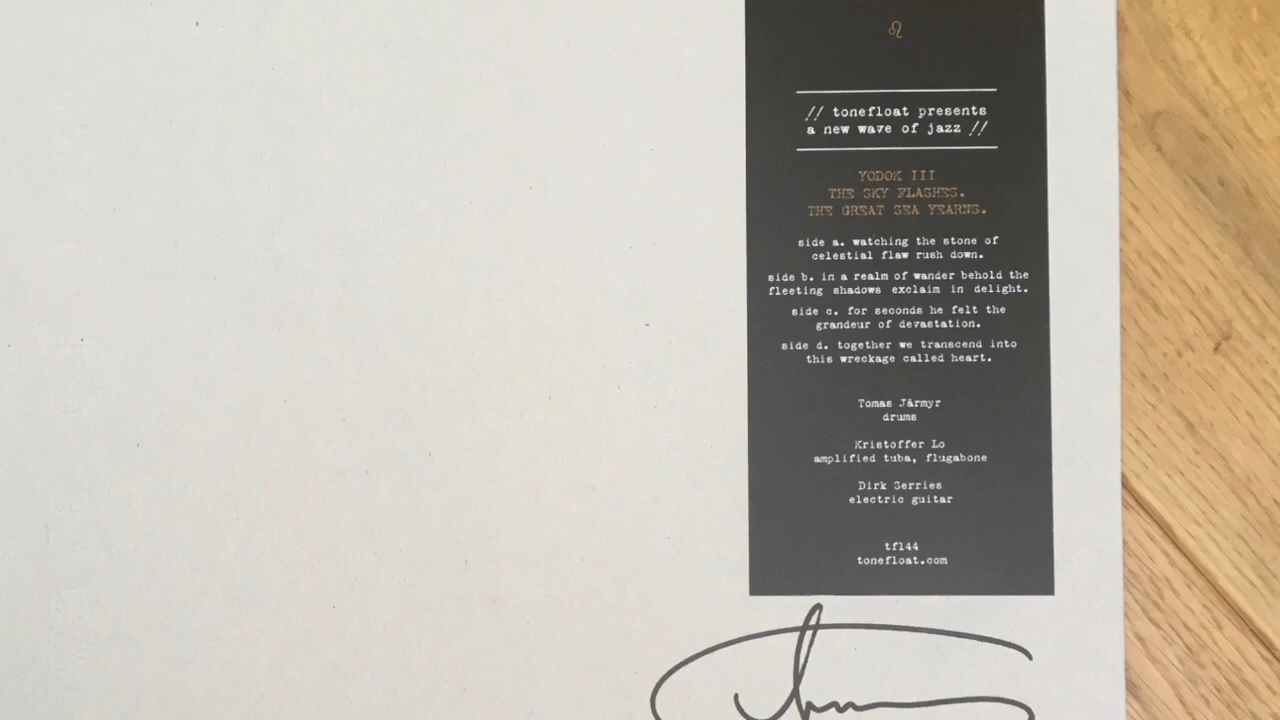 // tonefloat presents
a new wave of jazz //
YODOK III
THE SKY FLASHES.
THE GREAT SEA YEARNS.
side a. watching the stone of
celestial flaw rush down.
side b. in a realm of wander behold the
fleeting shadows exclaim in delight.
side c. for seconds he felt the
grandeur of devastation.
side d. together we transcend into
this wreckage called heart.
Tomas Järmyr
drums
Kristoffer Lo
amplified tuba, flugabone
Dirk Serries
electric guitar
tf144
tonefloat.com